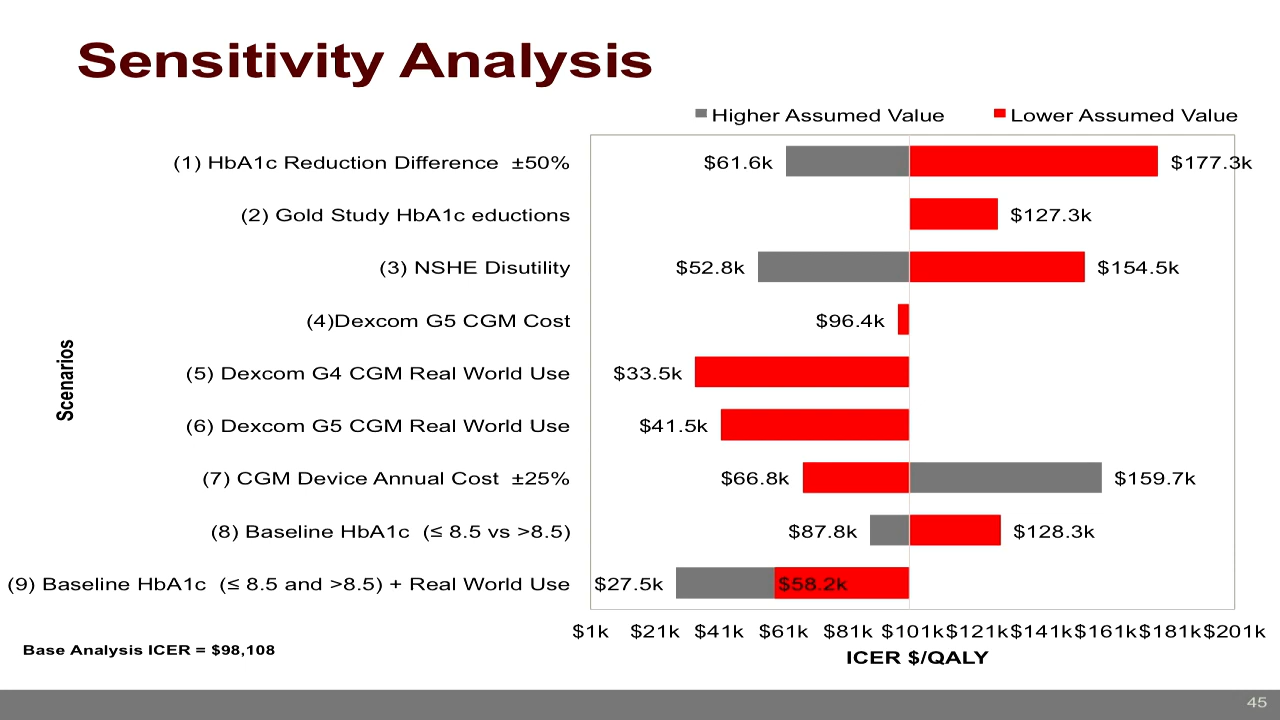 Sensitivity Analysis
Higher Assumed Value Lower Assumed Value
(1) HbA1c Reduction Difference ±50% $61.6k $177.3k
(2) Gold Study HbA1c eductions $127.3k
(3) NSHE Disutility $52.8k $154.5k
(4)Dexcom G5 CGM Cost $96.4k
(5) Dexcom G4 CGM Real World Use $33.5k
(6) Dexcom G5 CGM Real World Use $41.5k
(7) CGM Device Annual Cost ±25% $66.8k $159.7k
(8) Baseline HbA1c (≤ 8.5 vs >8.5) $87.8k $128.3k
(9) Baseline HbA1c (≤ 8.5 and >8.5) + Real World Use $27.5k $58.2k
Scenarios
$1k $21k $41k $61k $81k $101k $121k $141k $161k $181k $201k
ICER $/QALY
Base Analysis ICER = $98,108
45